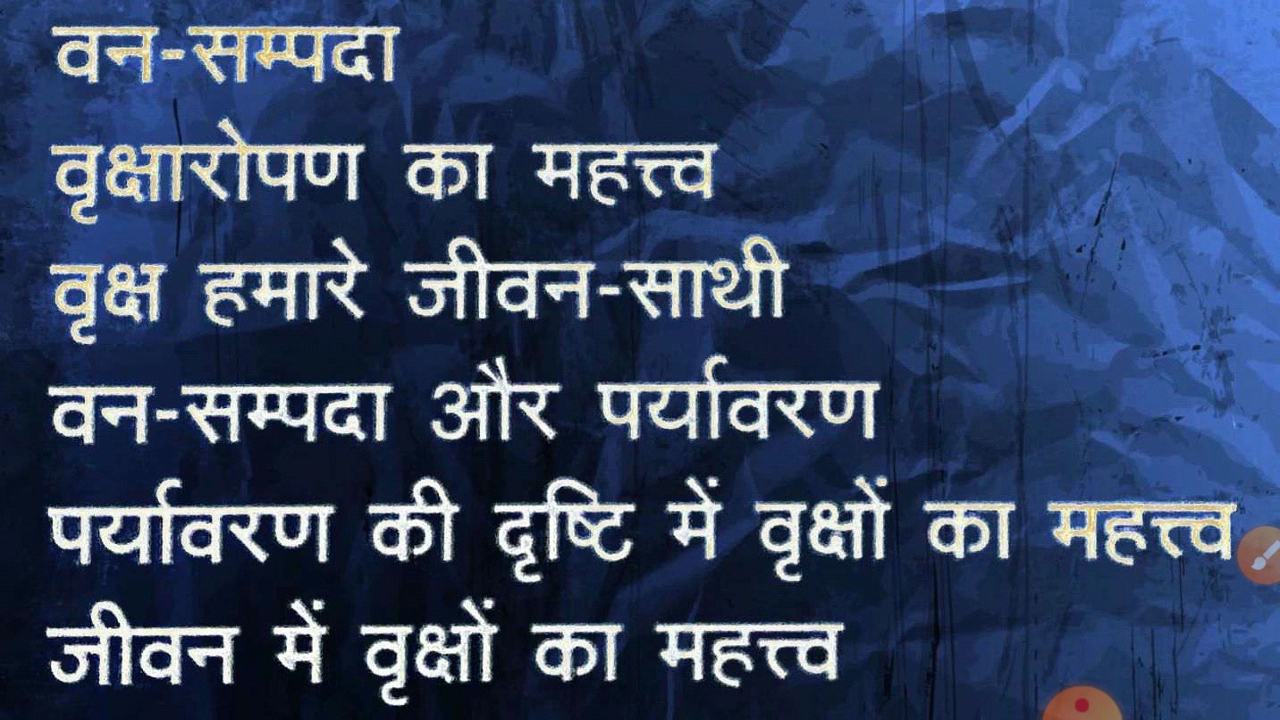 वन-सम्पदा
वृक्षारोपण का महत्त्व
वृक्ष हमारे जीवन-साथी
वन-सम्पदा और पर्यावरण
पर्यावरण की दृष्टि में वृक्षों का महत्त्व
जीवन में वृक्षों का महत्त्व